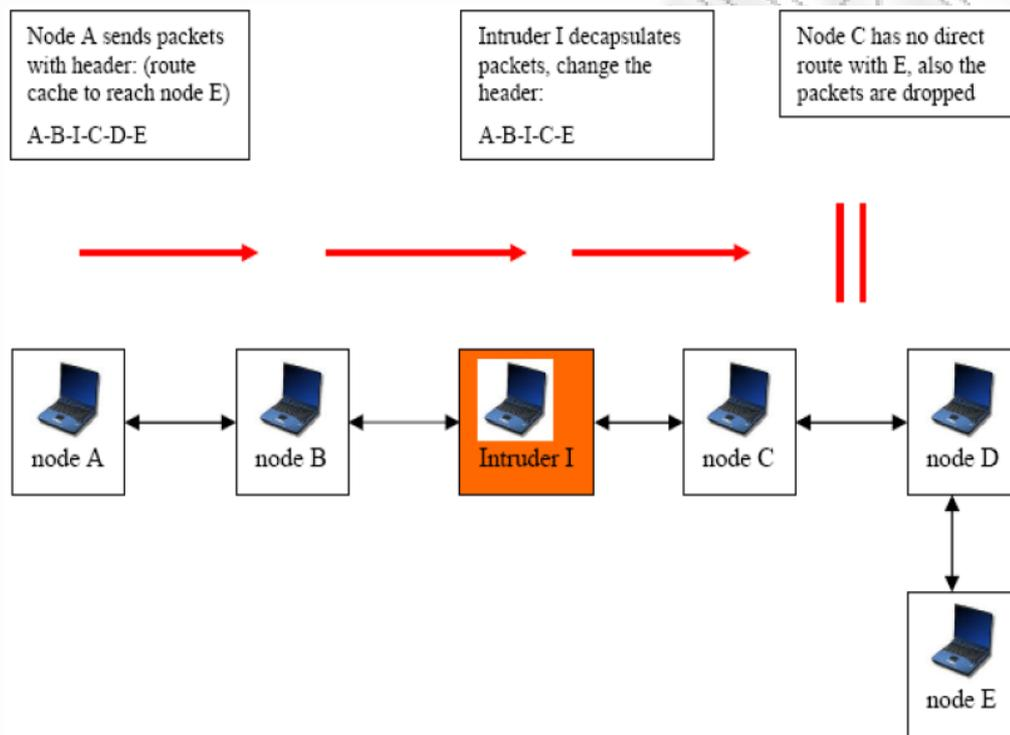 Node A sends packets
with header: (route
cache to reach node E)
A-B-I-C-D-E
Intruder I decapsulates
packets, change the
header:
A-B-I-C-E
Node C has no direct
route with E, also the
packets are dropped
node A
node B
Intruder I
node C
node D
node E